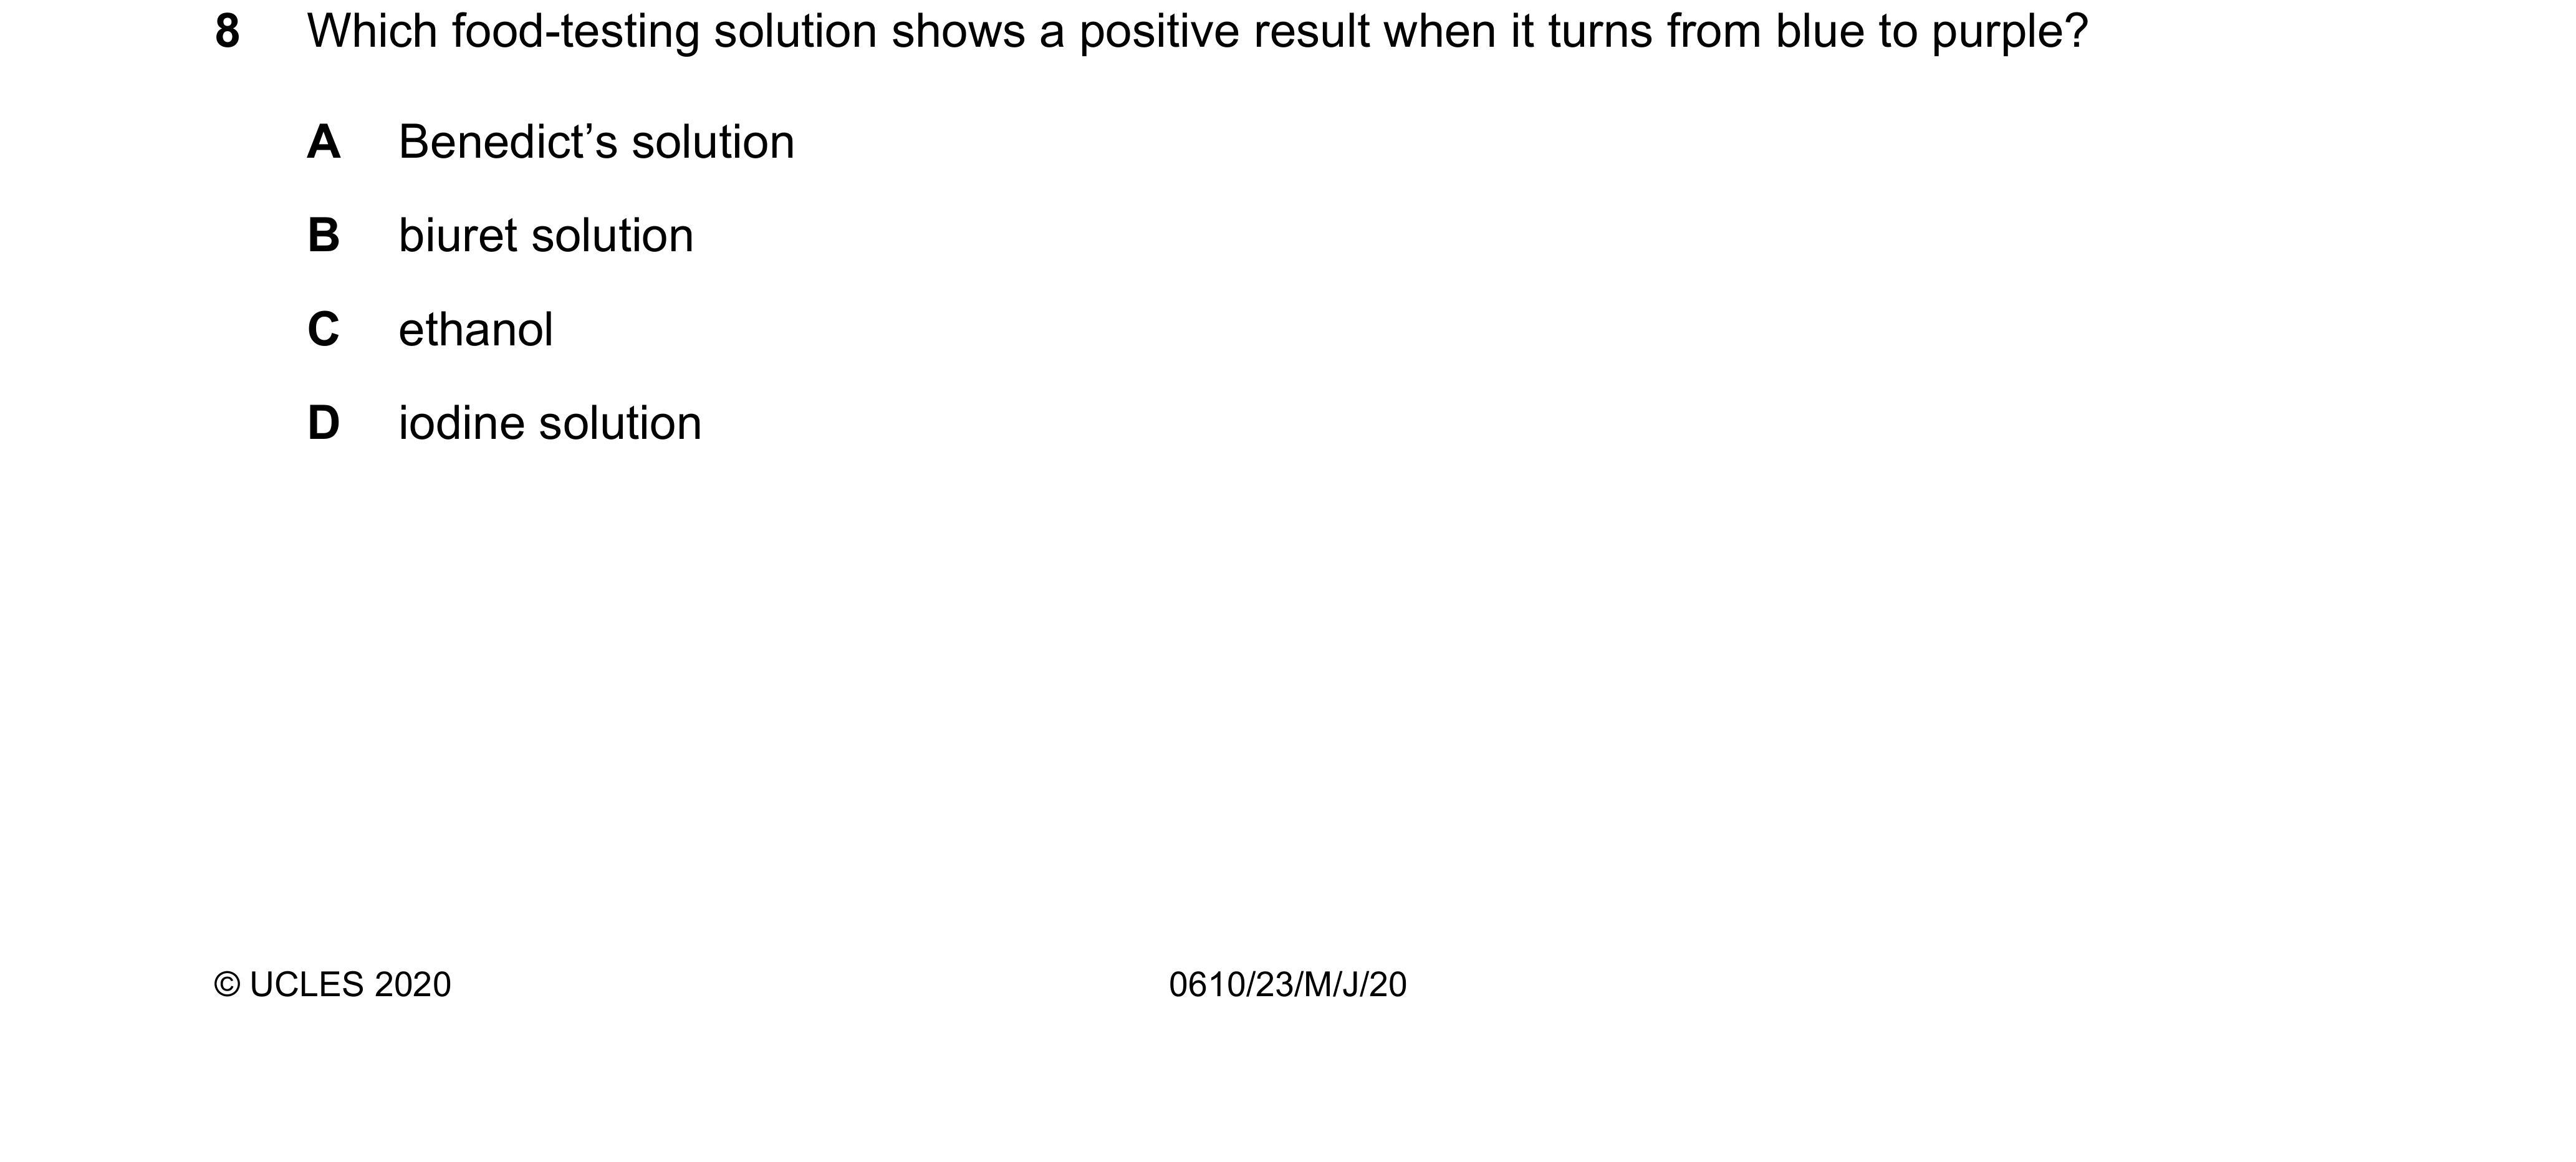 8 Which food-testing solution shows a positive result when it turns from blue to purple?
A Benedict’s solution
B biuret solution
C ethanol
D iodine solution
© UCLES 2020 0610/23/M/J/20